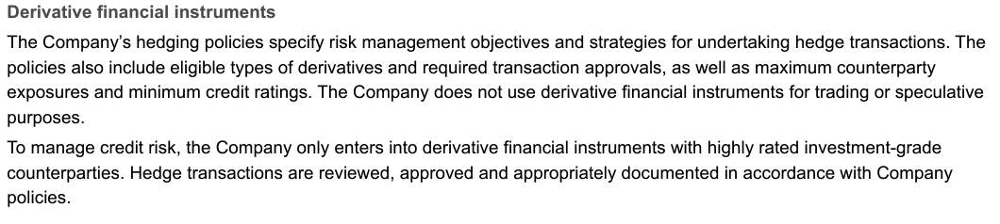 Derivative financial instruments
The Company’s hedging policies specify risk management objectives and strategies for undertaking hedge transactions. The
policies also include eligible types of derivatives and required transaction approvals, as well as maximum counterparty
exposures and minimum credit ratings. The Company does not use derivative financial instruments for trading or speculative
purposes.
To manage credit risk, the Company only enters into derivative financial instruments with highly rated investment-grade
counterparties. Hedge transactions are reviewed, approved and appropriately documented in accordance with Company
policies.